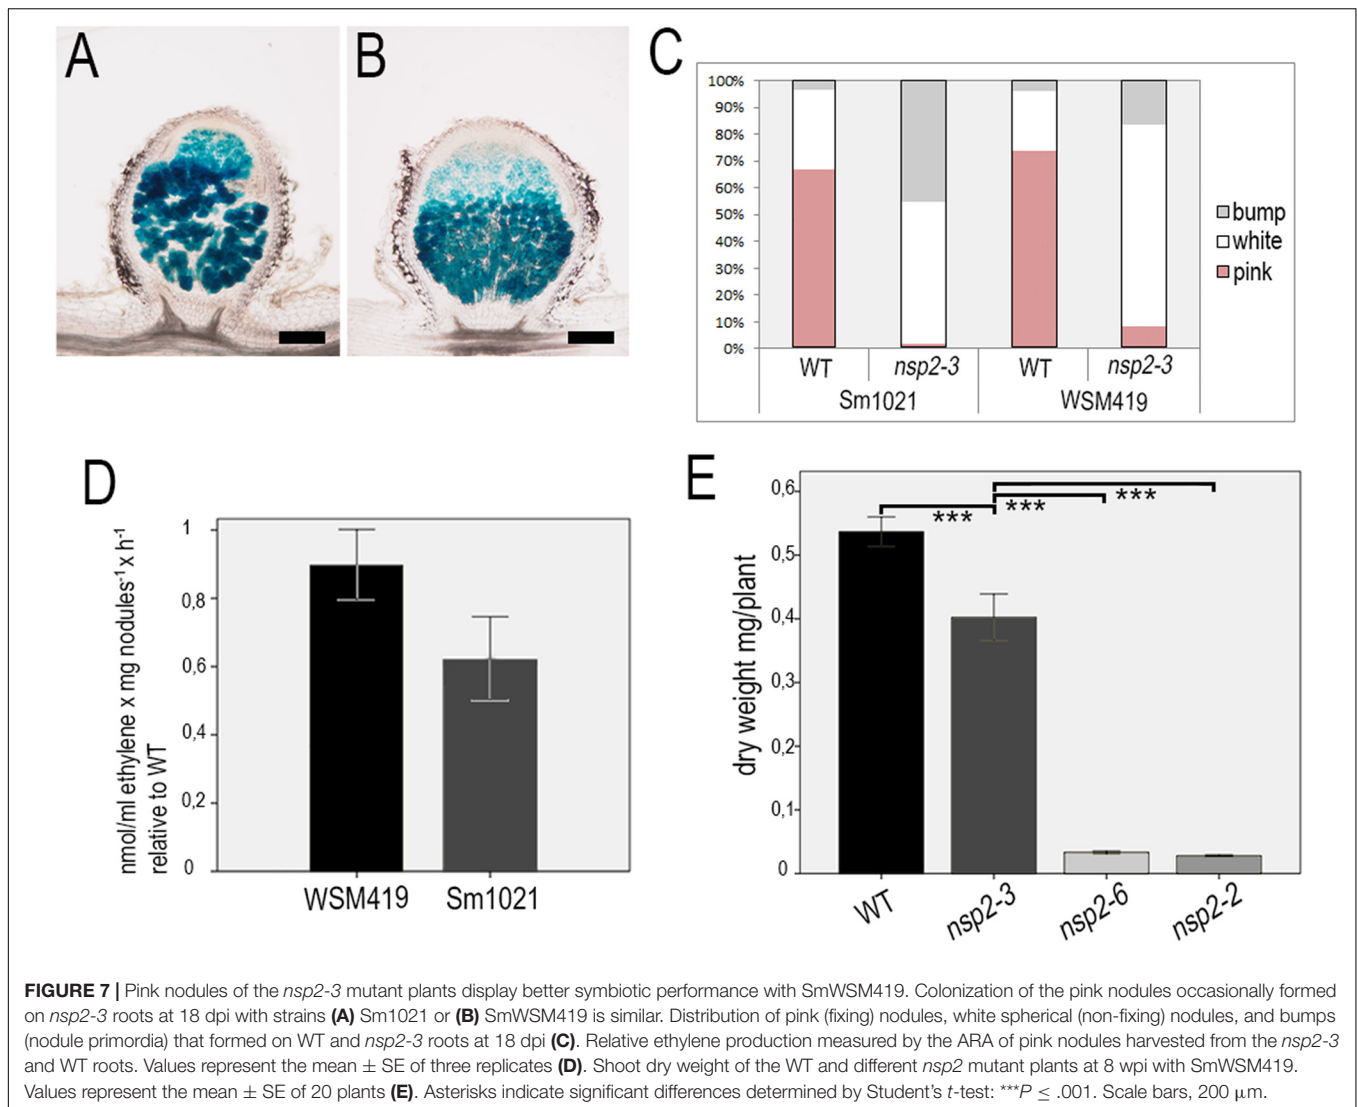 A
B
C
100%
90%
80%
70%
60%
50%
40%
30%
20%
10%
0%
WT
nsp2-3
WT
nsp2-3
Sm1021
WSM419
bump
white
pink
D
nmol/ml ethylene x mg nodules⁻¹ x h⁻¹
relative to WT
1
0,8
0,6
0,4
0,2
0
WSM419
Sm1021
E
dry weight mg/plant
0,6
0,5
0,4
0,3
0,2
0,1
0
***
***
***
WT
nsp2-3
nsp2-6
nsp2-2
FIGURE 7 | Pink nodules of the nsp2-3 mutant plants display better symbiotic performance with SmWSM419. Colonization of the pink nodules occasionally formed
on nsp2-3 roots at 18 dpi with strains (A) Sm1021 or (B) SmWSM419 is similar. Distribution of pink (fixing) nodules, white spherical (non-fixing) nodules, and bumps
(nodule primordia) that formed on WT and nsp2-3 roots at 18 dpi (C). Relative ethylene production measured by the ARA of pink nodules harvested from the nsp2-3
and WT roots. Values represent the mean ± SE of three replicates (D). Shoot dry weight of the WT and different nsp2 mutant plants at 8 wpi with SmWSM419.
Values represent the mean ± SE of 20 plants (E). Asterisks indicate significant differences determined by Student's t-test: ***P ≤ .001. Scale bars, 200 μm.